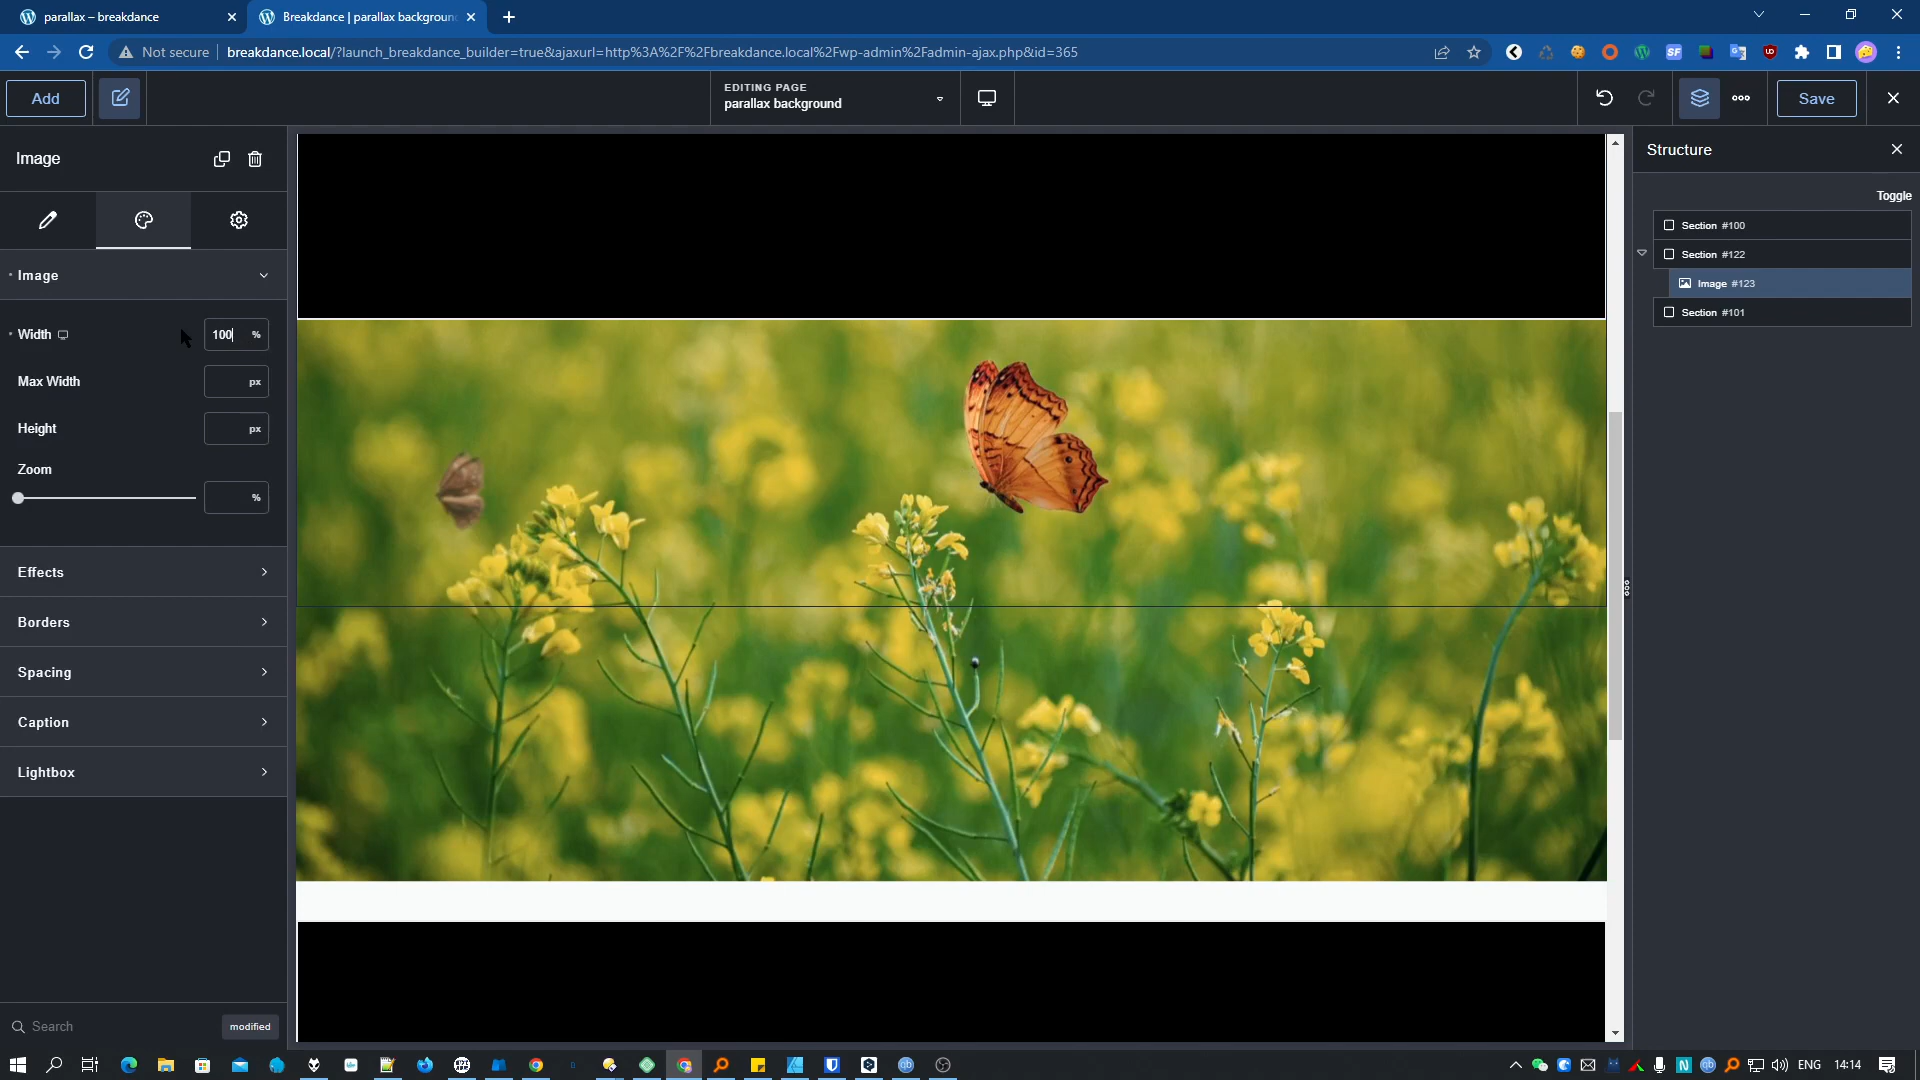 parallax – breakdance
Breakdance | parallax backgroun
Not secure
breakdance.local/?launch_breakdance_builder=true&ajaxurl=http%3A%2F%2Fbreakdance.local%2Fwp-admin%2Fadmin-ajax.php&id=365
Add
EDITING PAGE
parallax background
Save
Image
Structure
Toggle
Section #100
Section #122
Image #123
Section #101
Image
Width
100 %
Max Width
px
Height
px
Zoom
%
Effects
Borders
Spacing
Caption
Lightbox
Search
modified
ENG
14:14